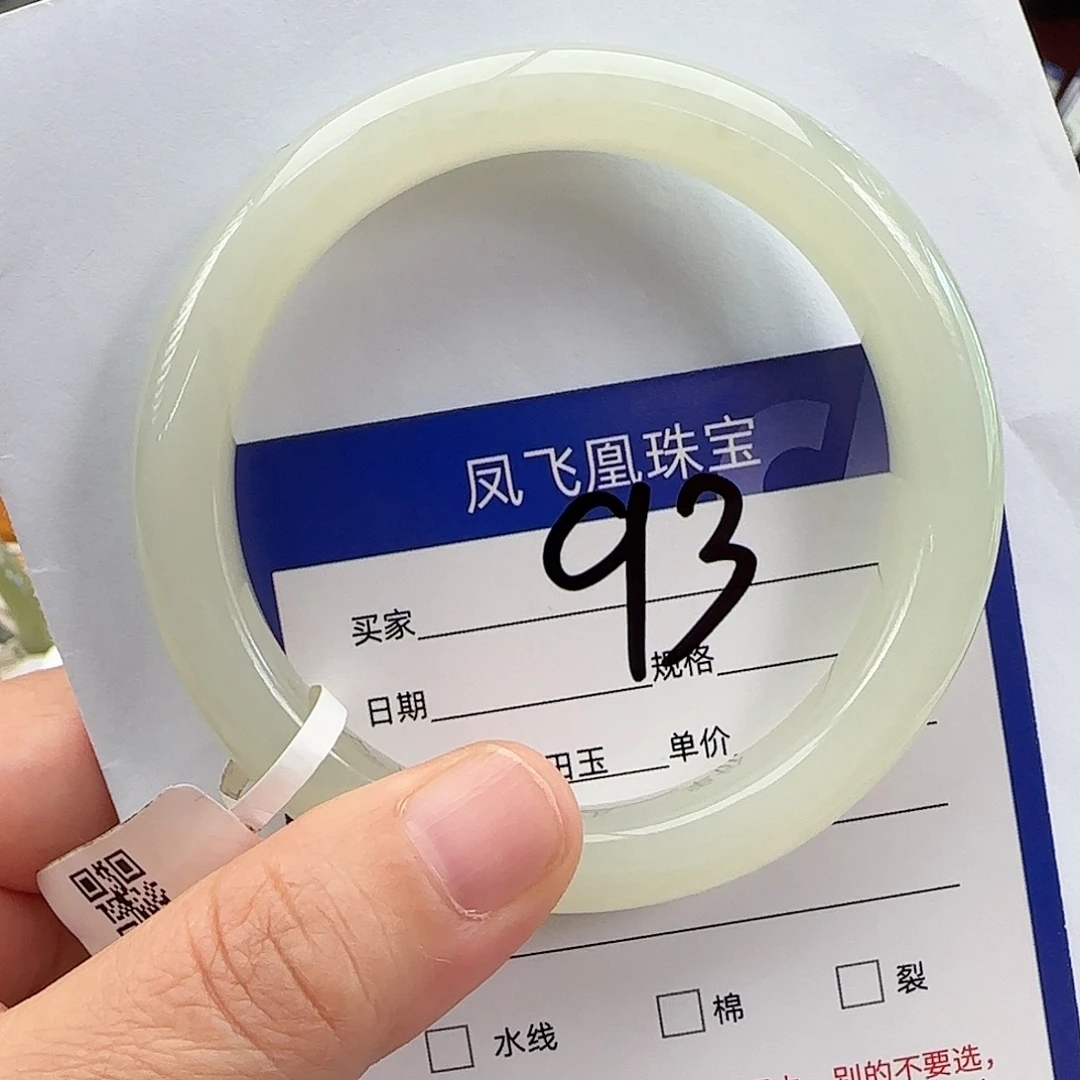 凤飞凰珠宝
93
买家
规格
日期
田玉 单价
水线 棉 裂
别的不要选，